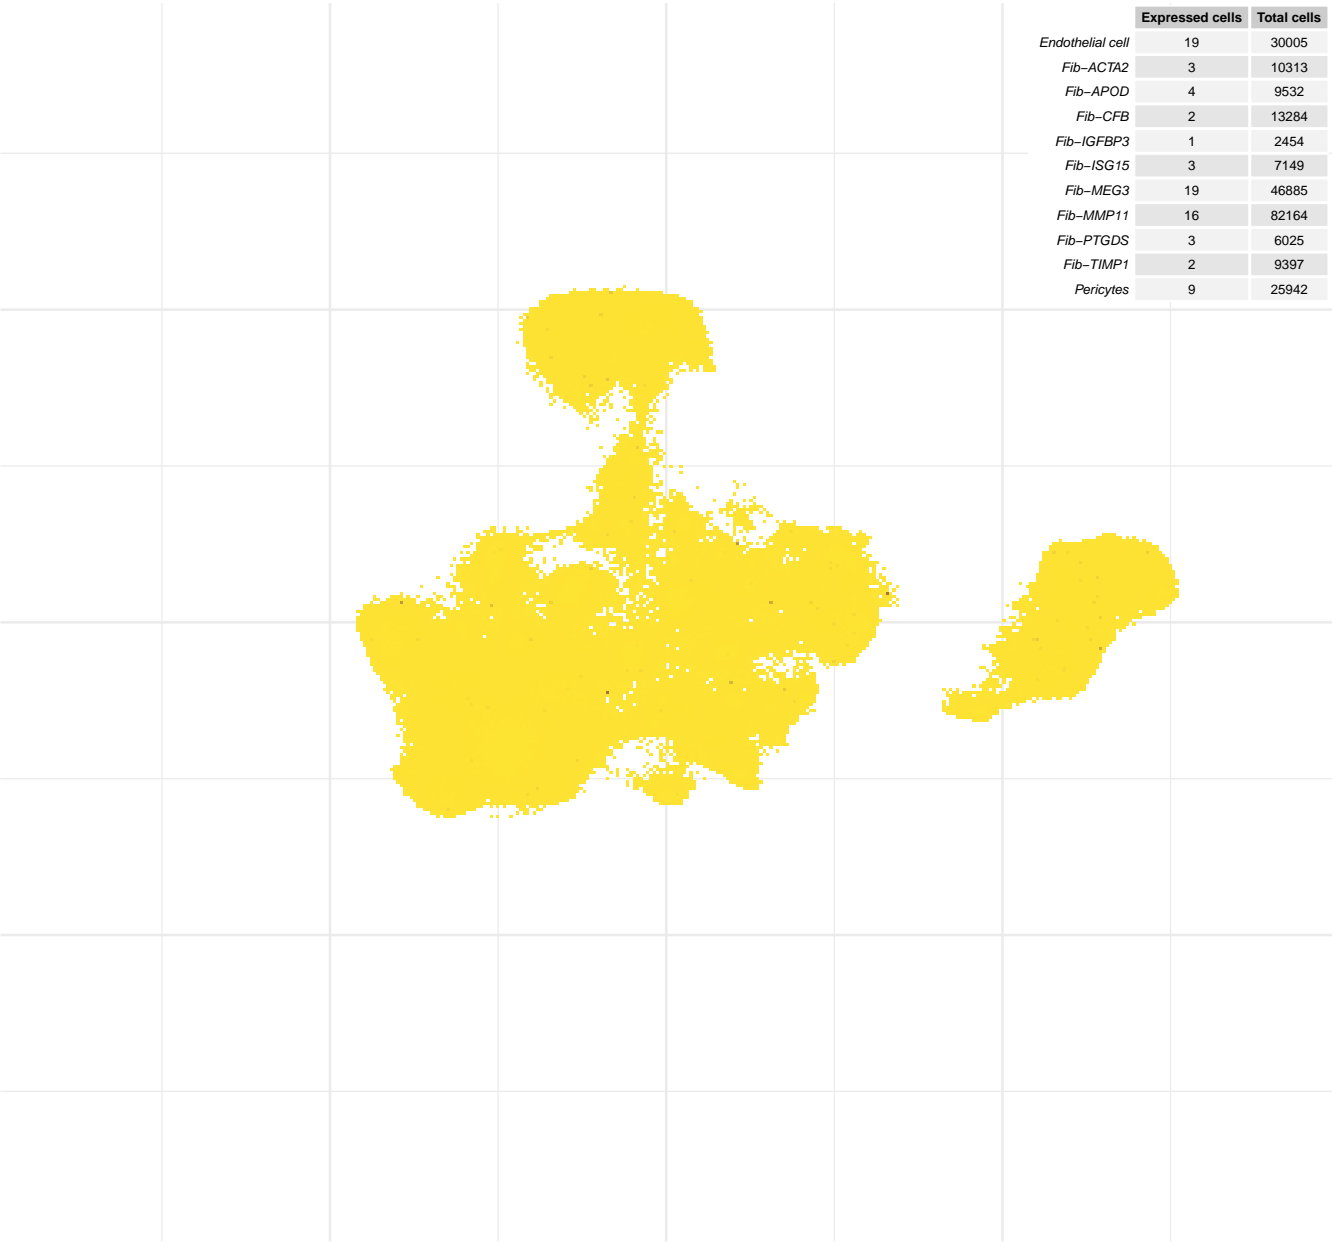 Expressed cells Total cells
Endothelial cell 19 30005
Fib−ACTA2 3 10313
Fib−APOD 4 9532
Fib−CFB 2 13284
Fib−IGFBP3 1 2454
Fib−ISG15 3 7149
Fib−MEG3 19 46885
Fib−MMP11 16 82164
Fib−PTGDS 3 6025
Fib−TIMP1 2 9397
Pericytes 9 25942